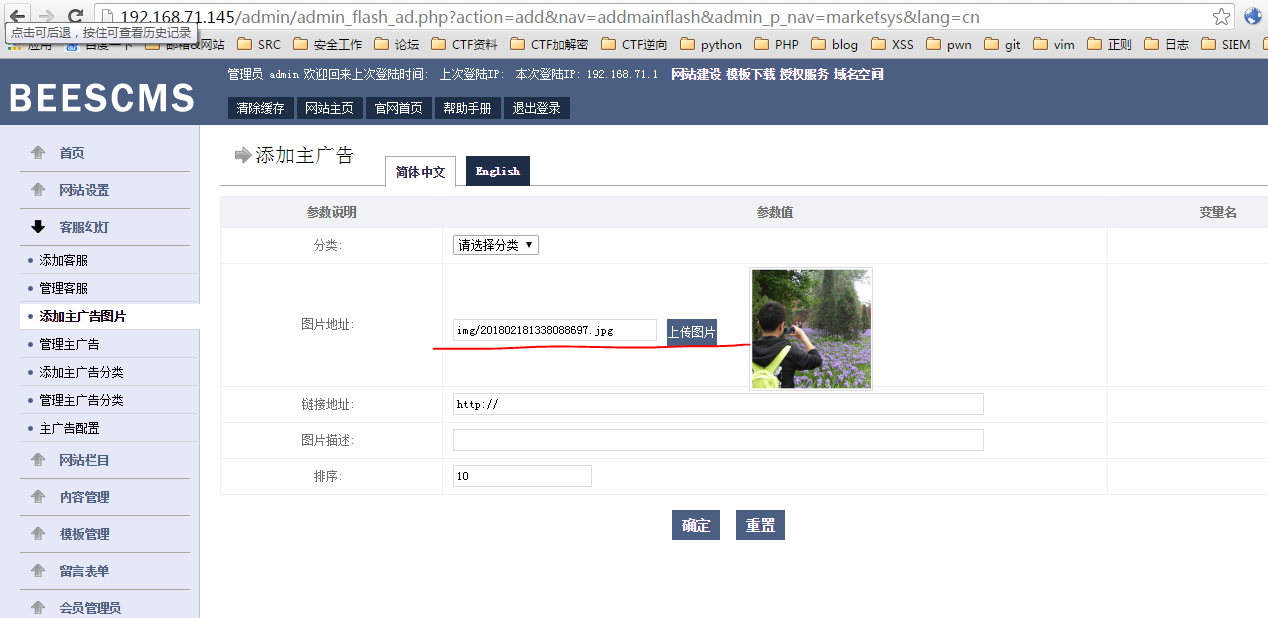 192.168.71.145/admin/admin_flash_ad.php?action=add&nav=addmainflash&admin_p_nav=marketsys&lang=cn
点击可后退，按住可查看历史记录
应用 SRC 安全工作 论坛 CTF资料 CTF加解密 CTF逆向 python PHP blog XSS pwn git vim 正则 日志 SIEM
BEESCMS
管理员 admin 欢迎回来上次登陆时间: 上次登陆IP: 本次登陆IP: 192.168.71.1 网站建设 模板下载 授权服务 域名空间
清除缓存 网站主页 官网首页 帮助手册 退出登录
首页
网站设置
客服幻灯
添加客服
管理客服
添加主广告图片
管理主广告
添加主广告分类
管理主广告分类
主广告配置
网站栏目
内容管理
模板管理
留言表单
会员管理员
添加主广告 简体中文 English
参数说明 参数值 变量名
分类: 请选择分类
图片地址: img/201802181338088697.jpg 上传图片
链接地址: http://
图片描述:
排序: 10
确定 重置